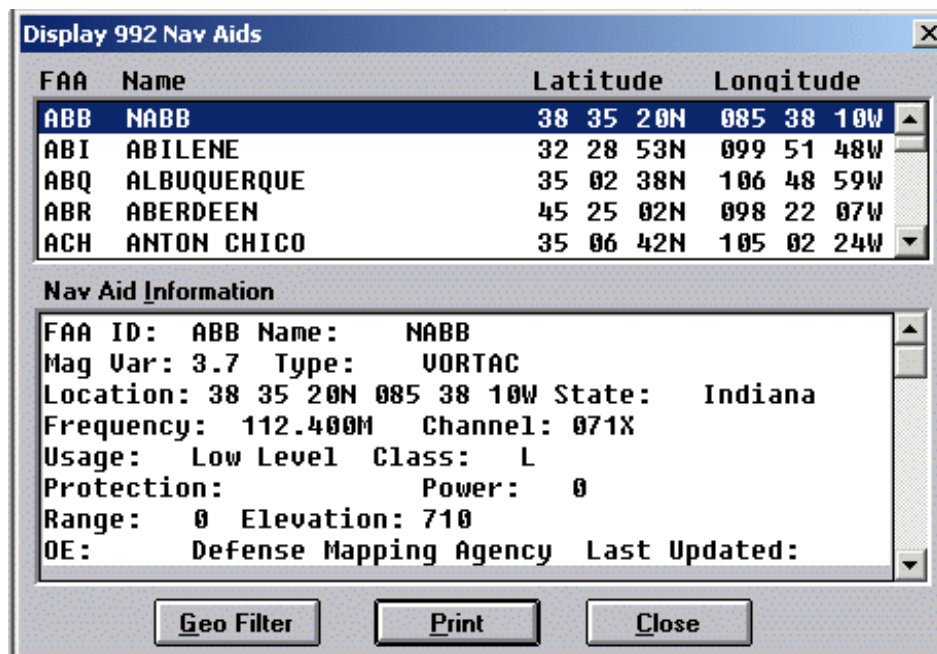 Display 992 Nav Aids
FAA Name Latitude Longitude
ABB NABB 38 35 20N 085 38 10W
ABI ABILENE 32 28 53N 099 51 48W
ABQ ALBUQUERQUE 35 02 38N 106 48 59W
ABR ABERDEEN 45 25 02N 098 22 07W
ACH ANTON CHICO 35 06 42N 105 02 24W
Nav Aid Information
FAA ID: ABB Name: NABB
Mag Var: 3.7 Type: VORTAC
Location: 38 35 20N 085 38 10W State: Indiana
Frequency: 112.400M Channel: 071X
Usage: Low Level Class: L
Protection: Power: 0
Range: 0 Elevation: 710
OE: Defense Mapping Agency Last Updated:
Geo Filter Print Close